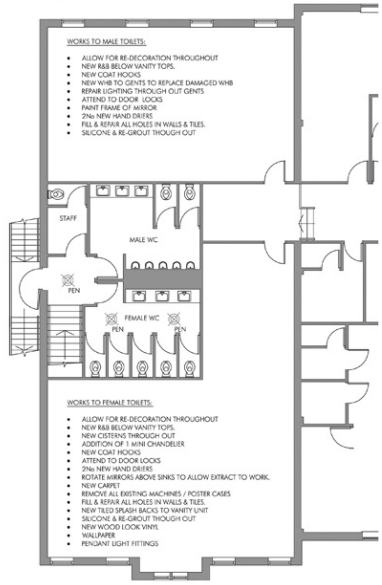 WORKS TO MALE TOILETS:
• ALLOW FOR RE-DECORATION THROUGHOUT
• NEW R&B BELOW VANITY TOPS.
• NEW COAT HOOKS
• NEW WHB TO GENTS TO REPLACE DAMAGED WHB
• REPAIR LIGHTING THROUGH OUT GENTS
• ATTEND TO DOOR LOCKS
• PAINT FRAME OF MIRROR
• 2No NEW HAND DRIERS
• FILL & REPAIR ALL HOLES IN WALLS & TILES.
• SILICONE & RE-GROUT THOUGH OUT
STAFF
MALE WC
PEN
FEMALE WC
PEN
PEN
WORKS TO FEMALE TOILETS:
• ALLOW FOR RE-DECORATION THROUGHOUT
• NEW R&B BELOW VANITY TOPS.
• NEW CISTERNS THROUGH OUT
• ADDITION OF 1 MINI CHANDELIER
• NEW COAT HOOKS
• ATTEND TO DOOR LOCKS
• 2No NEW HAND DRIERS
• ROTATE MIRRORS ABOVE SINKS TO ALLOW EXTRACT TO WORK.
• NEW CARPET
• REMOVE ALL EXISTING MACHINES / POSTER CASES
• FILL & REPAIR ALL HOLES IN WALLS & TILES.
• NEW TILED SPLASH BACKS TO VANITY UNIT
• SILICONE & RE-GROUT THOUGH OUT
• NEW WOOD LOOK VINYL
• WALLPAPER
• PENDANT LIGHT FITTINGS